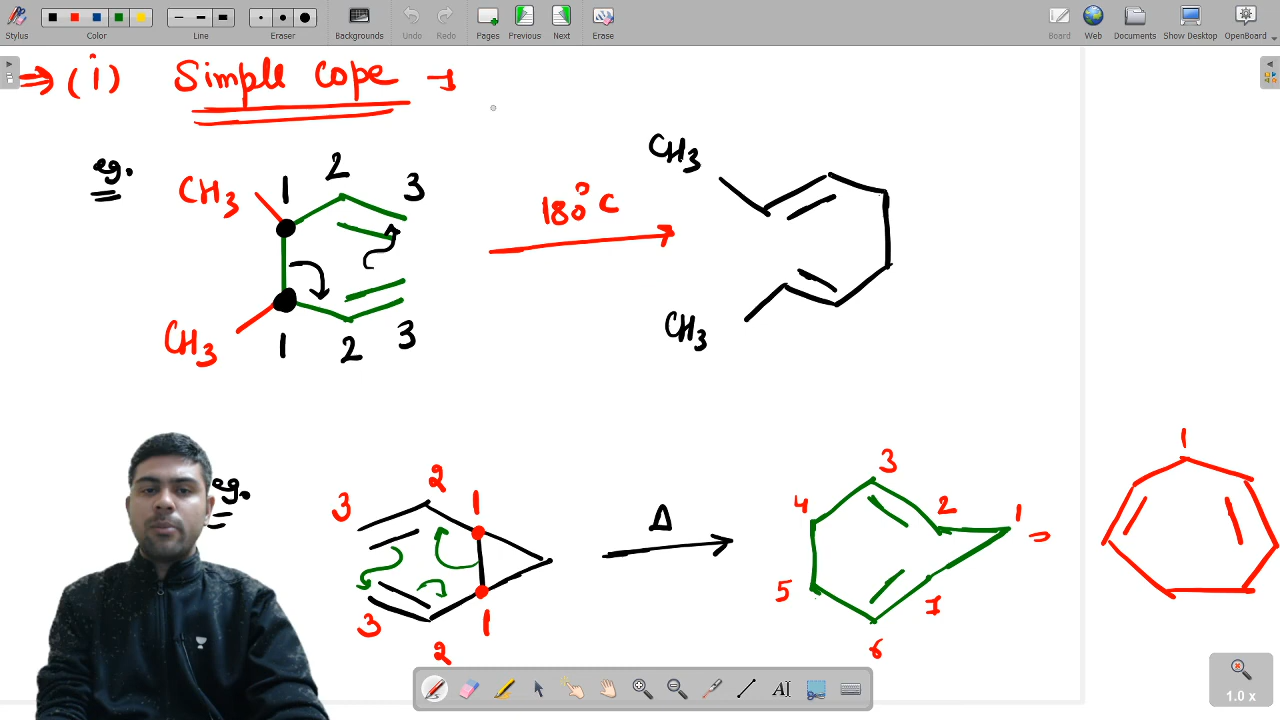 Stylus
Color
Line
Eraser
Backgrounds
Undo
Redo
Pages
Previous
Next
Erase
Board
Web
Documents
Show Desktop
OpenBoard
⇒ (i) Simple Cope →
eg.
CH3
1
2
3
CH3
1
2
3
180°C
CH3
CH3
eg.
3
2
1
3
2
1
Δ
4
3
2
1
5
6
7
=
1
1.0 x